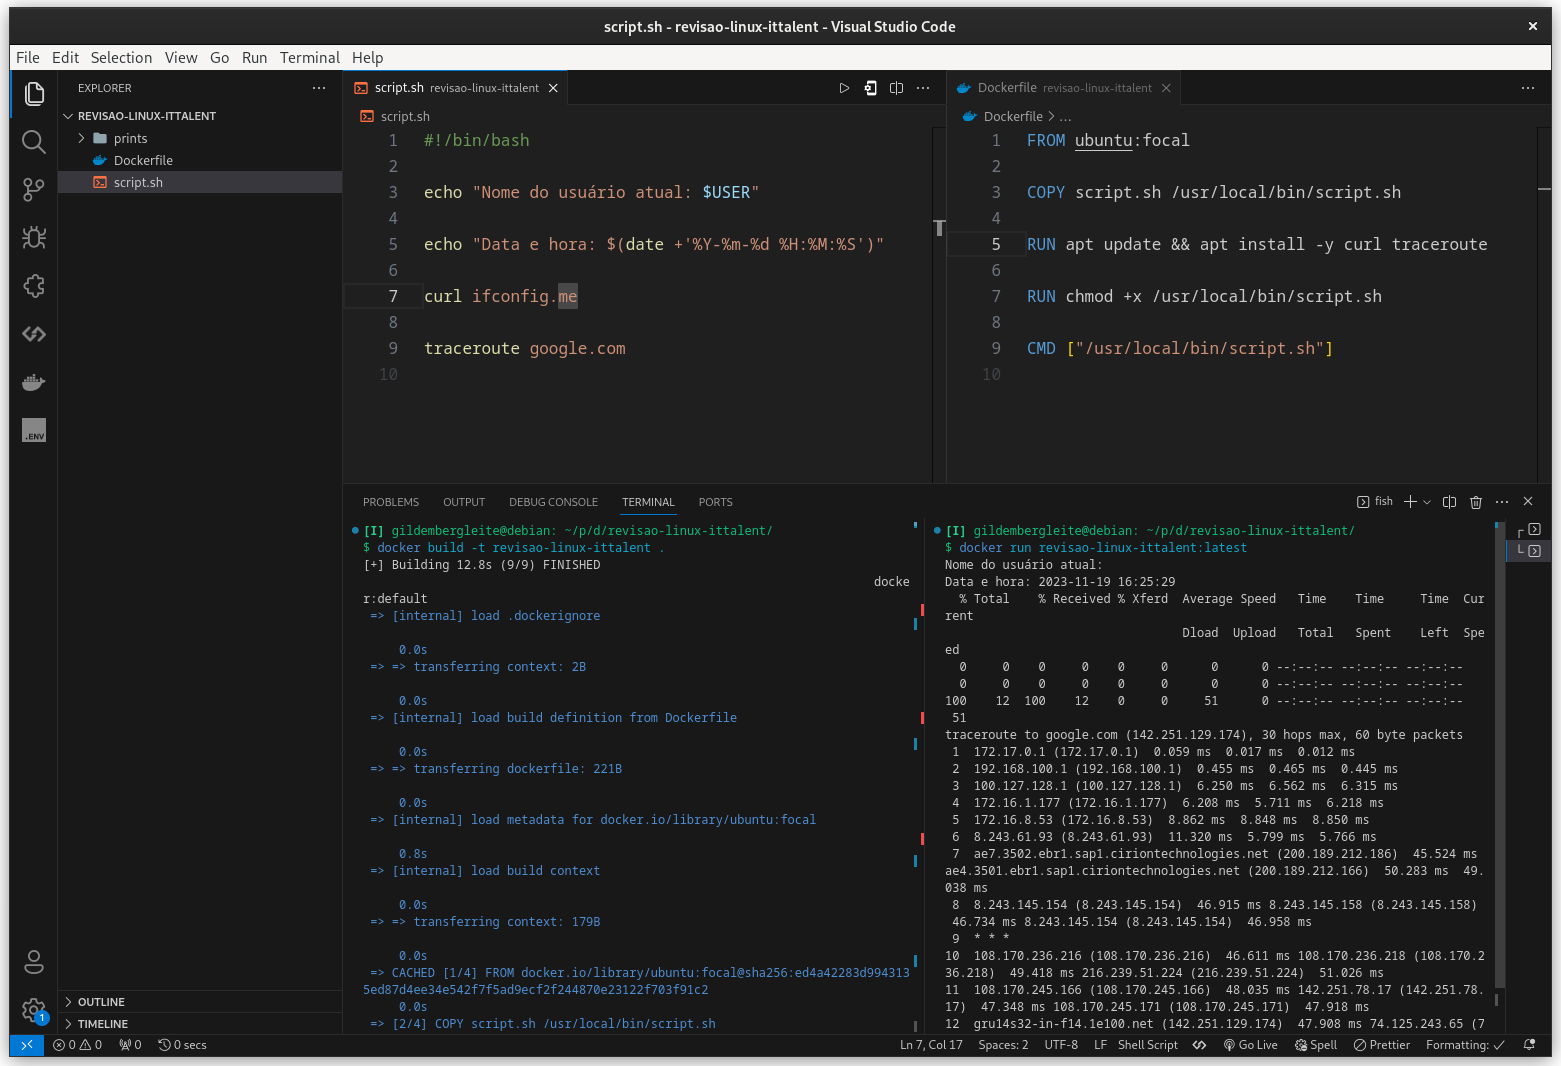 script.sh - revisao-linux-ittalent - Visual Studio Code
File Edit Selection View Go Run Terminal Help
EXPLORER
REVISAO-LINUX-ITTALENT
prints
Dockerfile
script.sh
.ENV
OUTLINE
TIMELINE
script.sh revisao-linux-ittalent
script.sh
1 #!/bin/bash
2
3 echo "Nome do usuário atual: $USER"
4
5 echo "Data e hora: $(date +'%Y-%m-%d %H:%M:%S')"
6
7 curl ifconfig.me
8
9 traceroute google.com
10
Dockerfile revisao-linux-ittalent
Dockerfile > ...
1 FROM ubuntu:focal
2
3 COPY script.sh /usr/local/bin/script.sh
4
5 RUN apt update && apt install -y curl traceroute
6
7 RUN chmod +x /usr/local/bin/script.sh
8
9 CMD ["/usr/local/bin/script.sh"]
10
PROBLEMS OUTPUT DEBUG CONSOLE TERMINAL PORTS
fish
[I] gildembergleite@debian: ~/p/d/revisao-linux-ittalent/
$ docker build -t revisao-linux-ittalent .
[+] Building 12.8s (9/9) FINISHED
docke
r:default
=> [internal] load .dockerignore
0.0s
=> => transferring context: 2B
0.0s
=> [internal] load build definition from Dockerfile
0.0s
=> => transferring dockerfile: 221B
0.0s
=> [internal] load metadata for docker.io/library/ubuntu:focal
0.8s
=> [internal] load build context
0.0s
=> => transferring context: 179B
0.0s
=> CACHED [1/4] FROM docker.io/library/ubuntu:focal@sha256:ed4a42283d994313
5ed87d4ee34e542f7f5ad9ecf2f244870e23122f703f91c2
0.0s
=> [2/4] COPY script.sh /usr/local/bin/script.sh
[I] gildembergleite@debian: ~/p/d/revisao-linux-ittalent/
$ docker run revisao-linux-ittalent:latest
Nome do usuário atual:
Data e hora: 2023-11-19 16:25:29
% Total % Received % Xferd Average Speed Time Time Time Cur
rent
Dload Upload Total Spent Left Spe
ed
0 0 0 0 0 0 0 0 --:--:-- --:--:-- --:--:--
0 0 0 0 0 0 0 0 --:--:-- --:--:-- --:--:--
100 12 100 12 0 0 51 0 --:--:-- --:--:-- --:--:--
51
traceroute to google.com (142.251.129.174), 30 hops max, 60 byte packets
1 172.17.0.1 (172.17.0.1) 0.059 ms 0.017 ms 0.012 ms
2 192.168.100.1 (192.168.100.1) 0.455 ms 0.465 ms 0.445 ms
3 100.127.128.1 (100.127.128.1) 6.250 ms 6.562 ms 6.315 ms
4 172.16.1.177 (172.16.1.177) 6.208 ms 5.711 ms 6.218 ms
5 172.16.8.53 (172.16.8.53) 8.862 ms 8.848 ms 8.850 ms
6 8.243.61.93 (8.243.61.93) 11.320 ms 5.799 ms 5.766 ms
7 ae7.3502.ebr1.sap1.ciriontechnologies.net (200.189.212.186) 45.524 ms
ae4.3501.ebr1.sap1.ciriontechnologies.net (200.189.212.166) 50.283 ms 49.
038 ms
8 8.243.145.154 (8.243.145.154) 46.915 ms 8.243.145.158 (8.243.145.158)
46.734 ms 8.243.145.154 (8.243.145.154) 46.958 ms
9 * * *
10 108.170.236.216 (108.170.236.216) 46.611 ms 108.170.236.218 (108.170.2
36.218) 49.418 ms 216.239.51.224 (216.239.51.224) 51.026 ms
11 108.170.245.166 (108.170.245.166) 48.035 ms 142.251.78.17 (142.251.78.
17) 47.348 ms 108.170.245.171 (108.170.245.171) 47.918 ms
12 gru14s32-in-f14.1e100.net (142.251.129.174) 47.908 ms 74.125.243.65 (7
1
0 0 0 0 secs Ln 7, Col 17 Spaces: 2 UTF-8 LF Shell Script Go Live Spell Prettier Formatting: